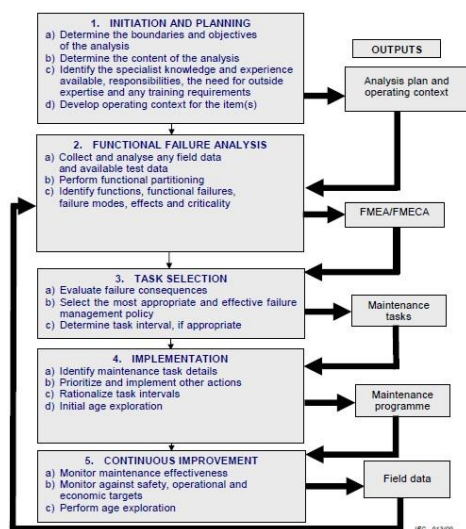 1. INITIATION AND PLANNING
a) Determine the boundaries and objectives
of the analysis
b) Determine the content of the analysis
c) Identify the specialist knowledge and experience
available, responsibilities, the need for outside
expertise and any training requirements
d) Develop operating context for the item(s)
OUTPUTS
Analysis plan and
operating context
2. FUNCTIONAL FAILURE ANALYSIS
a) Collect and analyse any field data
and available test data
b) Perform functional partitioning
c) Identify functions, functional failures,
failure modes, effects and criticality
FMEA/FMECA
3. TASK SELECTION
a) Evaluate failure consequences
b) Select the most appropriate and effective failure
management policy
c) Determine task interval, if appropriate
Maintenance
tasks
4. IMPLEMENTATION
a) Identify maintenance task details
b) Prioritize and implement other actions
c) Rationalize task intervals
d) Initial age exploration
Maintenance
programme
5. CONTINUOUS IMPROVEMENT
a) Monitor maintenance effectiveness
b) Monitor against safety, operational and
economic targets
c) Perform age exploration
Field data